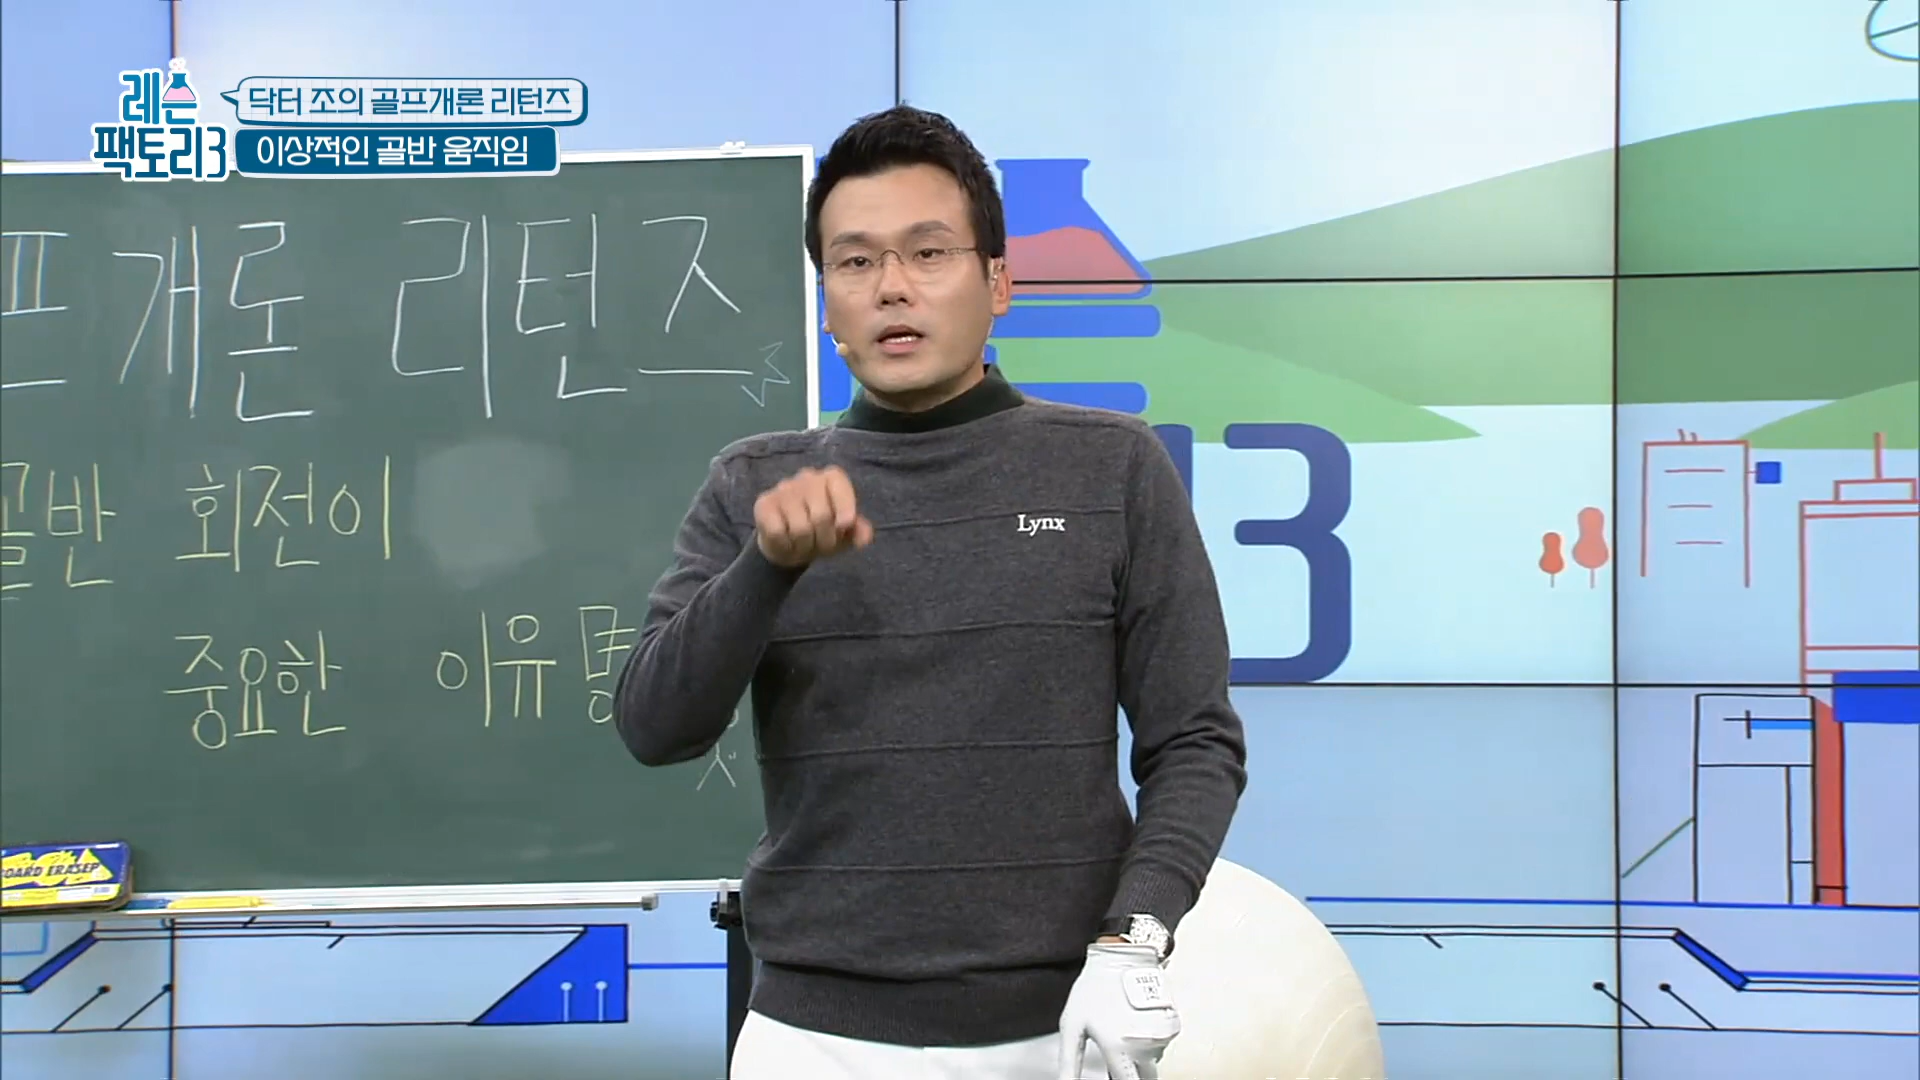 레슨
팩토리3
닥터 조의 골프개론 리턴즈
이상적인 골반 움직임
프개론 리턴즈
골반 회전이
중요한 이유
Lynx
BOARD ERASER
3